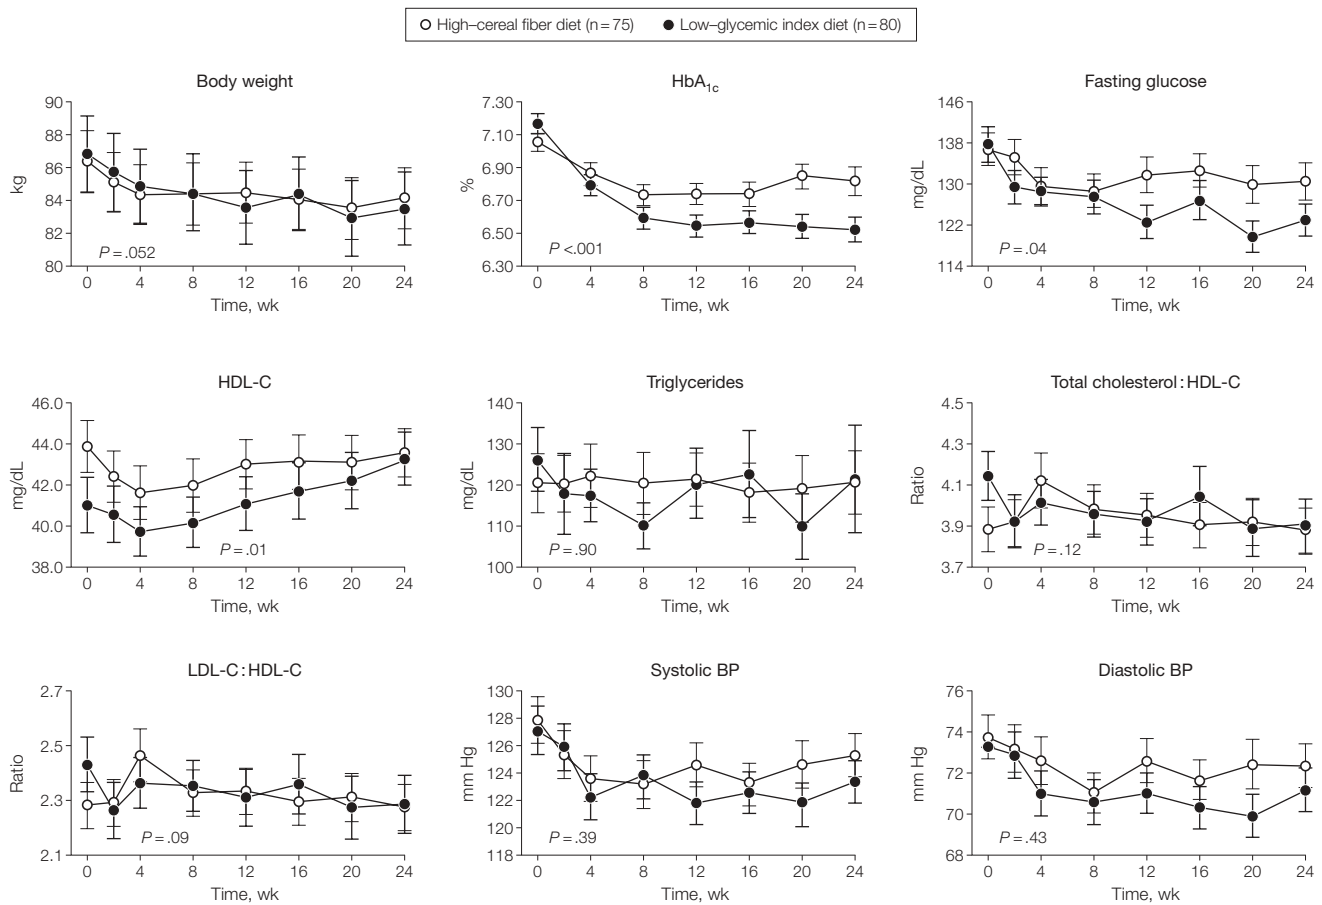 High–cereal fiber diet (n=75) Low–glycemic index diet (n=80)
Body weight
90
88
86
84
82
80
kg
P=.052
0 4 8 12 16 20 24
Time, wk
HbA1c
7.30
7.10
6.90
6.70
6.50
6.30
%
P<.001
0 4 8 12 16 20 24
Time, wk
Fasting glucose
146
138
130
122
114
mg/dL
P=.04
0 4 8 12 16 20 24
Time, wk
HDL-C
46.0
44.0
42.0
40.0
38.0
mg/dL
P=.01
0 4 8 12 16 20 24
Time, wk
Triglycerides
140
130
120
110
100
mg/dL
P=.90
0 4 8 12 16 20 24
Time, wk
Total cholesterol:HDL-C
4.5
4.3
4.1
3.9
3.7
Ratio
P=.12
0 4 8 12 16 20 24
Time, wk
LDL-C:HDL-C
2.7
2.5
2.3
2.1
Ratio
P=.09
0 4 8 12 16 20 24
Time, wk
Systolic BP
130
128
126
124
122
120
118
mm Hg
P=.39
0 4 8 12 16 20 24
Time, wk
Diastolic BP
76
74
72
70
68
mm Hg
P=.43
0 4 8 12 16 20 24
Time, wk